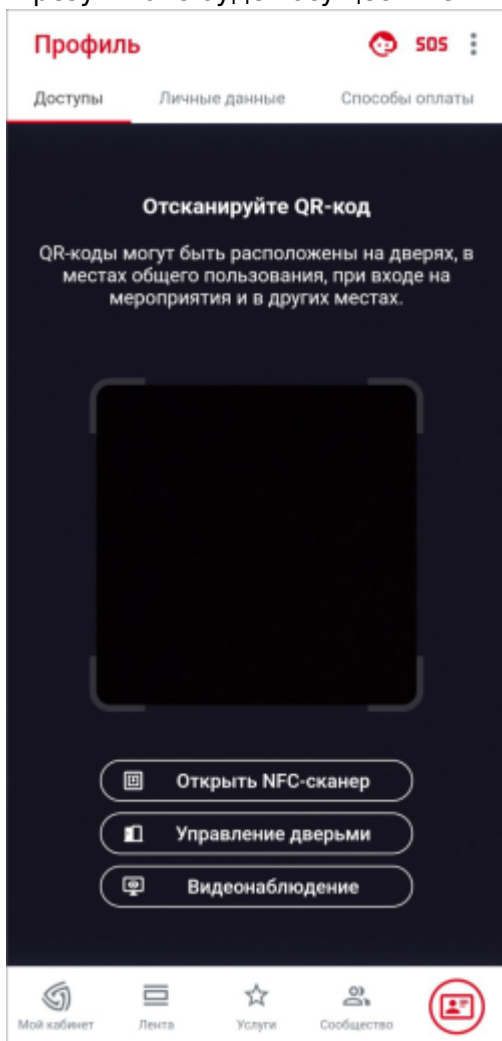 Профиль SOS
Доступы Личные данные Способы оплаты
Отсканируйте QR-код
QR-коды могут быть расположены на дверях, в
местах общего пользования, при входе на
мероприятия и в других местах.
Открыть NFC-сканер
Управление дверьми
Видеонаблюдение
Мой кабинет Лента Услуги Сообщество